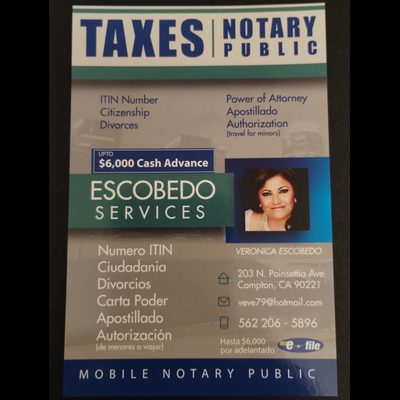 TAXES
NOTARY
PUBLIC
ITIN Number
Citizenship
Divorces
Power of Attorney
Apostillado
Authorization
(travel for minors)
UPTO
$6,000 Cash Advance
ESCOBEDO
SERVICES
VERONICA ESCOBEDO
Numero ITIN
Ciudadania
Divorcios
Carta Poder
Apostillado
Autorización
(de menores a viajar)
203 N. Poinsettia Ave
Compton, CA 90221
veve79@hotmail.com
562 206 - 5896
Hasta $6,000
por adelantado
e file
MOBILE NOTARY PUBLIC